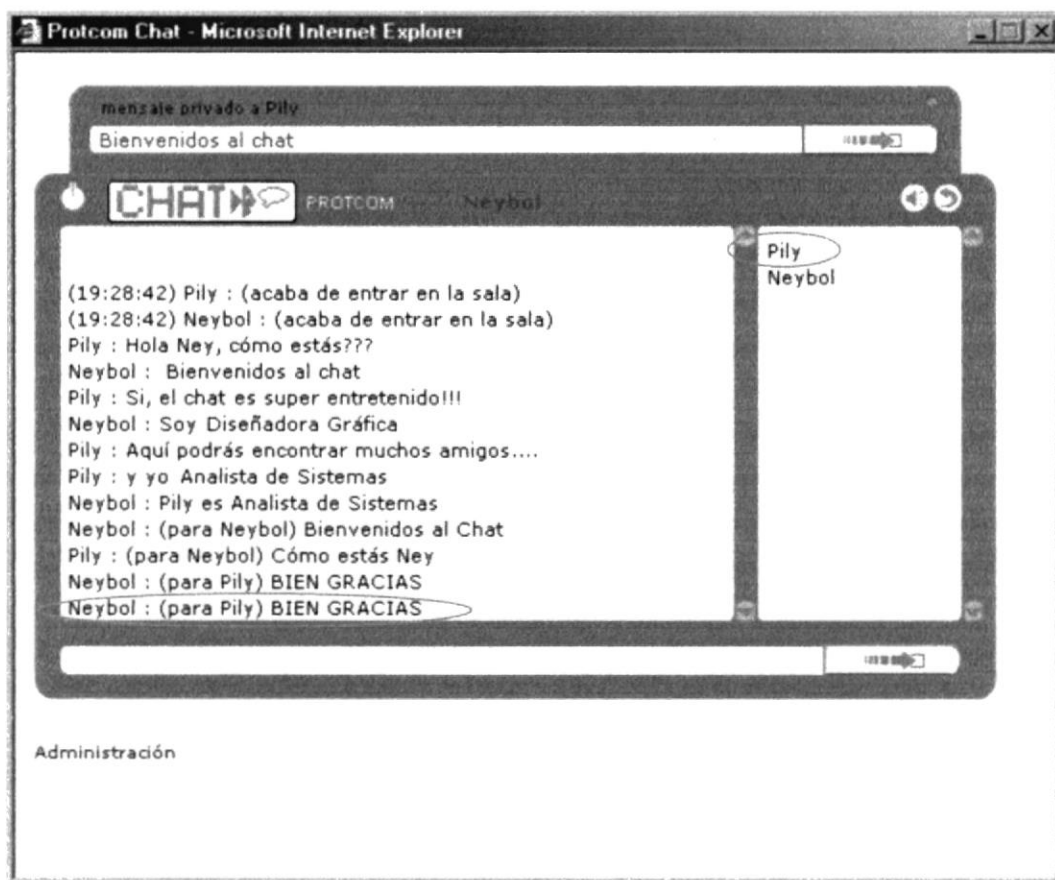 Protcom Chat - Microsoft Internet Explorer
mensaje privado a Pily
Bienvenidos al chat
CHAT PROTCOM Neybol
Pily
Neybol
(19:28:42) Pily : (acaba de entrar en la sala)
(19:28:42) Neybol : (acaba de entrar en la sala)
Pily : Hola Ney, cómo estás???
Neybol : Bienvenidos al chat
Pily : Si, el chat es super entretenido!!!
Neybol : Soy Diseñadora Gráfica
Pily : Aquí podrás encontrar muchos amigos....
Pily : y yo Analista de Sistemas
Neybol : Pily es Analista de Sistemas
Neybol : (para Neybol) Bienvenidos al Chat
Pily : (para Neybol) Cómo estás Ney
Neybol : (para Pily) BIEN GRACIAS
Neybol : (para Pily) BIEN GRACIAS
Administración